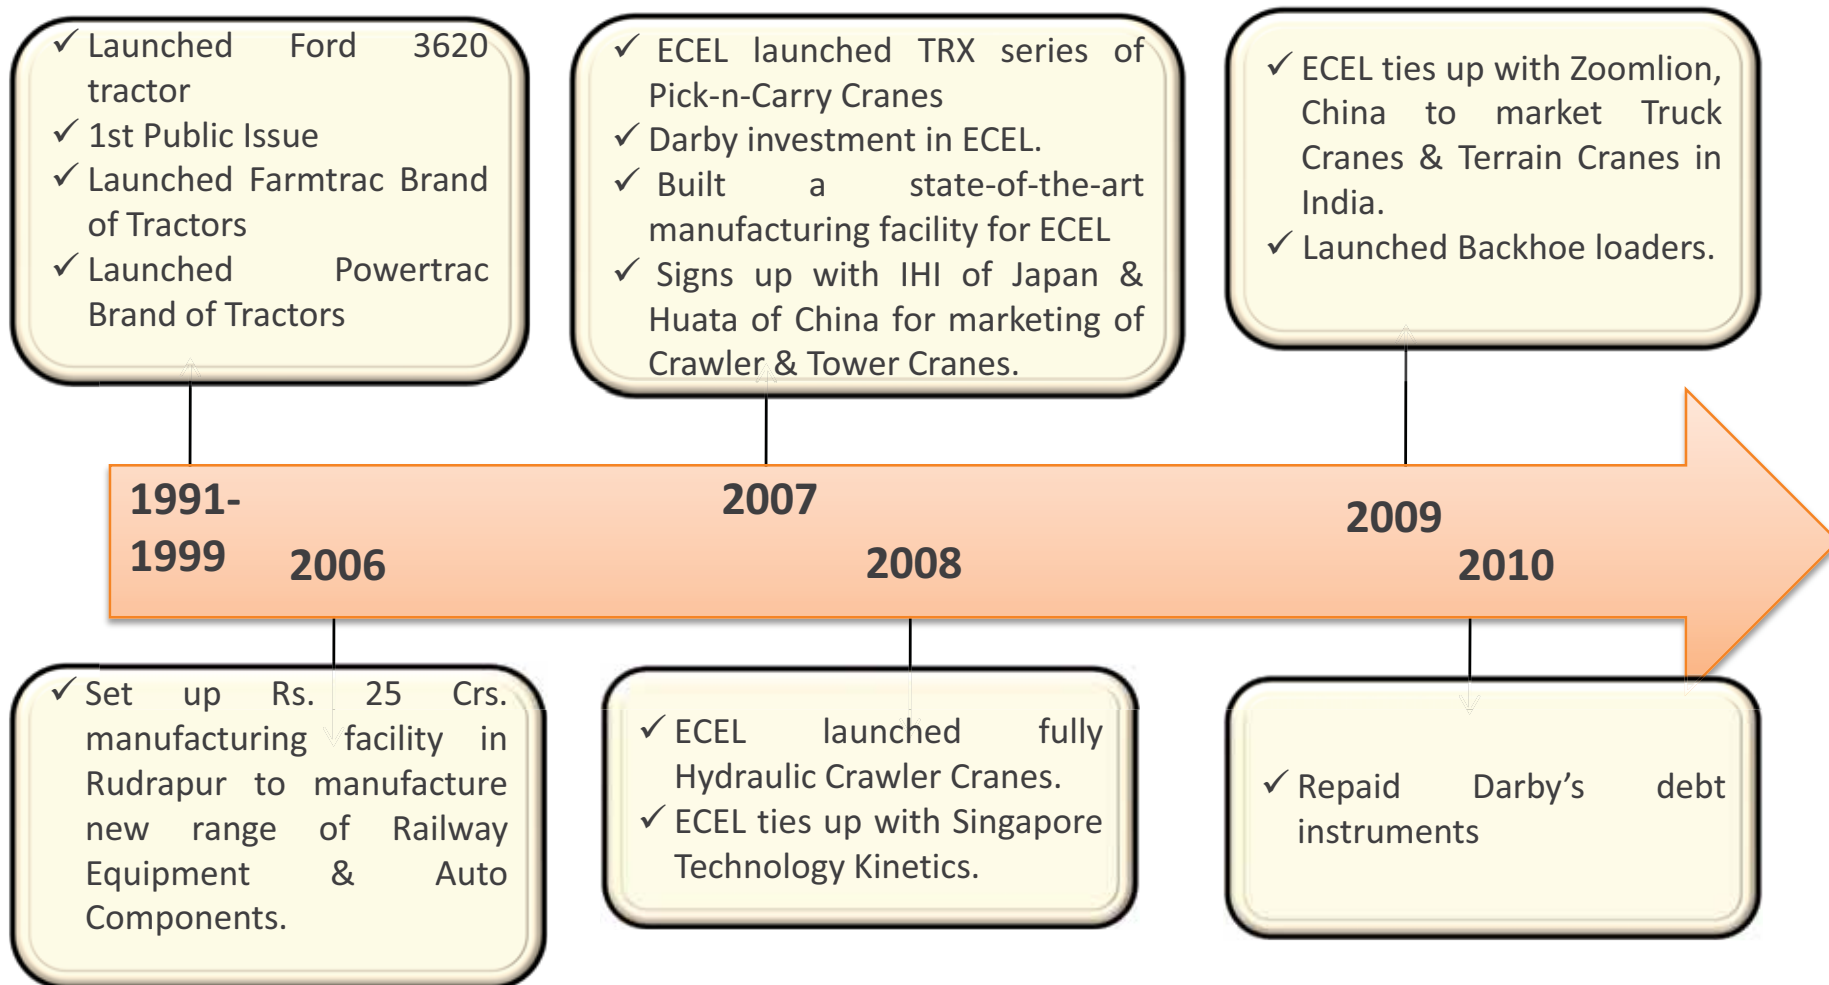 ✓ Launched Ford 3620
tractor
✓ 1st Public Issue
✓ Launched Farmtrac Brand
of Tractors
✓ Launched Powertrac
Brand of Tractors
✓ ECEL launched TRX series of
Pick-n-Carry Cranes
✓ Darby investment in ECEL.
✓ Built a state-of-the-art
manufacturing facility for ECEL
✓ Signs up with IHI of Japan &
Huata of China for marketing of
Crawler & Tower Cranes.
✓ ECEL ties up with Zoomlion,
China to market Truck
Cranes & Terrain Cranes in
India.
✓ Launched Backhoe loaders.
1991-
1999
2006
2007
2008
2009
2010
✓ Set up Rs. 25 Crs.
manufacturing facility in
Rudrapur to manufacture
new range of Railway
Equipment & Auto
Components.
✓ ECEL launched fully
Hydraulic Crawler Cranes.
✓ ECEL ties up with Singapore
Technology Kinetics.
✓ Repaid Darby’s debt
instruments